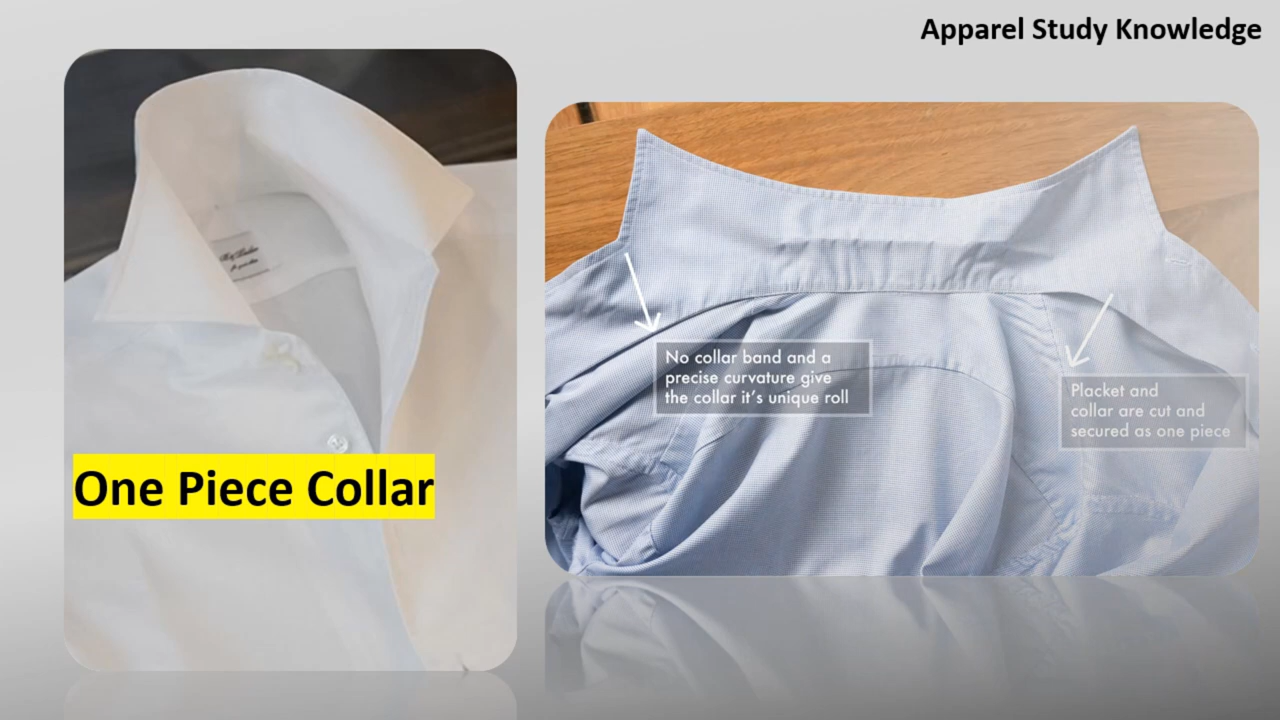 Apparel Study Knowledge
One Piece Collar
No collar band and a
precise curvature give
the collar it's unique roll
Placket and
collar are cut and
secured as one piece